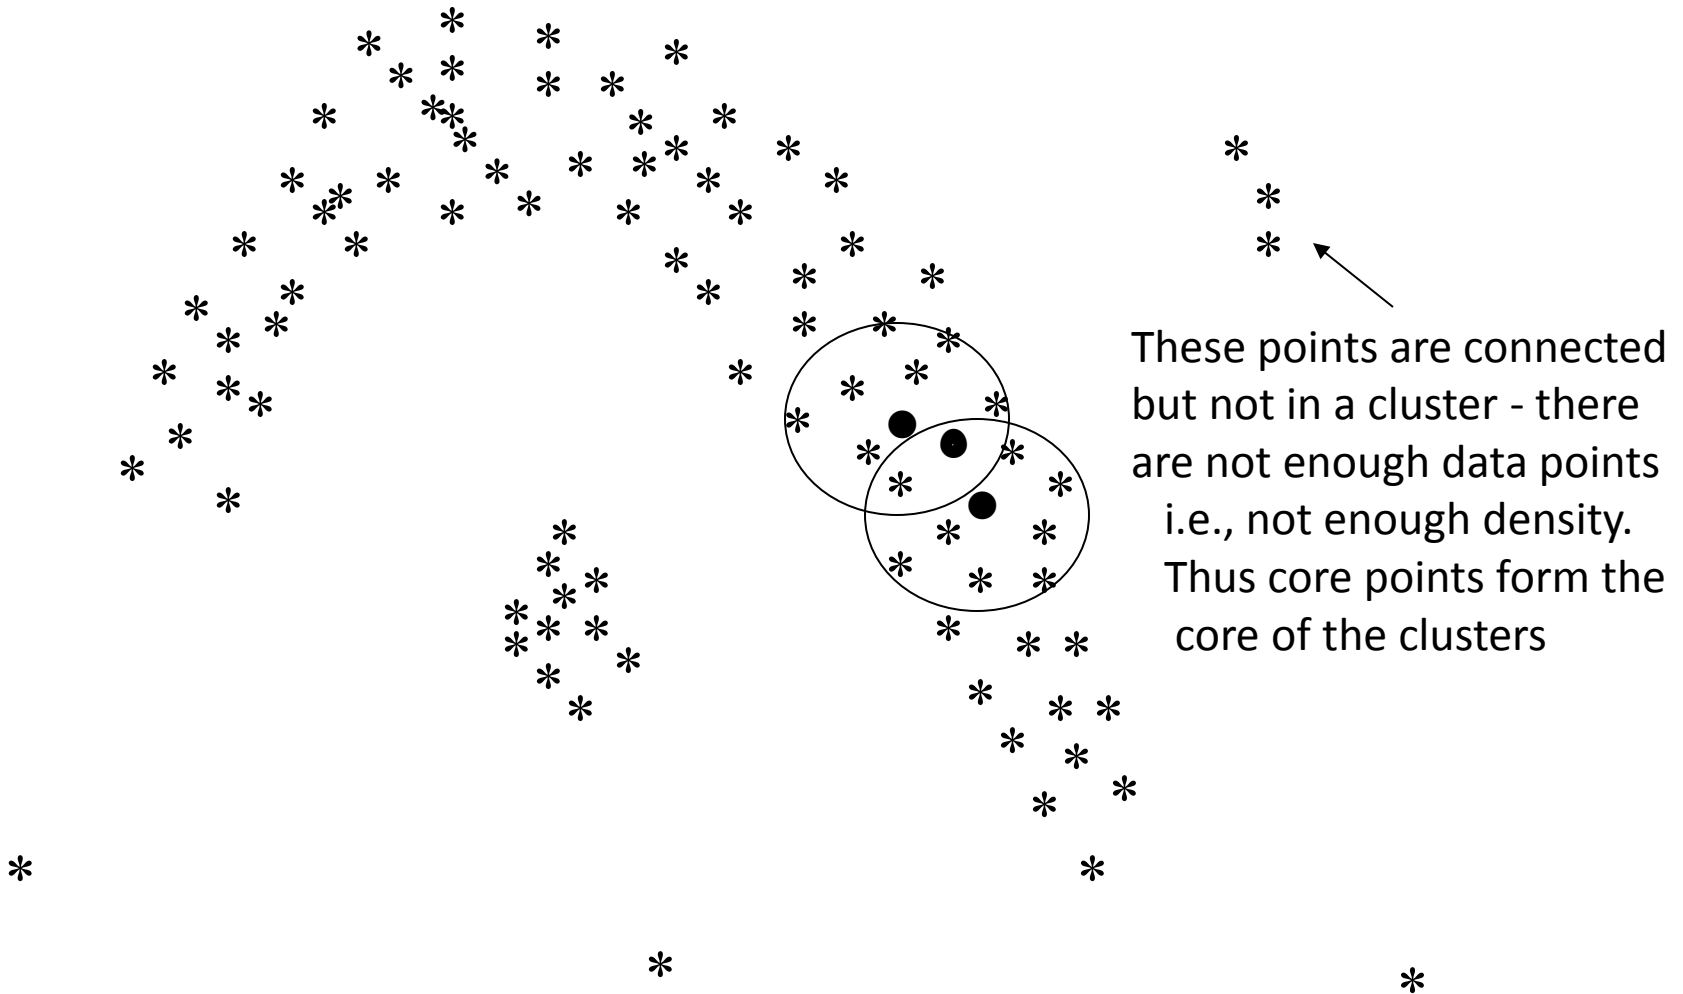 These points are connected
but not in a cluster - there
are not enough data points
i.e., not enough density.
Thus core points form the
core of the clusters